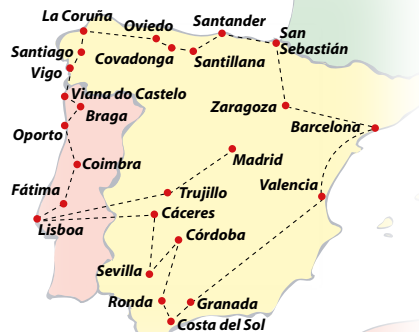 La Coruña
Oviedo
Santander
San
Sebastián
Santiago
Covadonga
Santillana
Vigo
Viana do Castelo
Braga
Zaragoza
Barcelona
Oporto
Coimbra
Madrid
Fátima
Trujillo
Valencia
Lisboa
Cáceres
Córdoba
Sevilla
Ronda
Granada
Costa del Sol